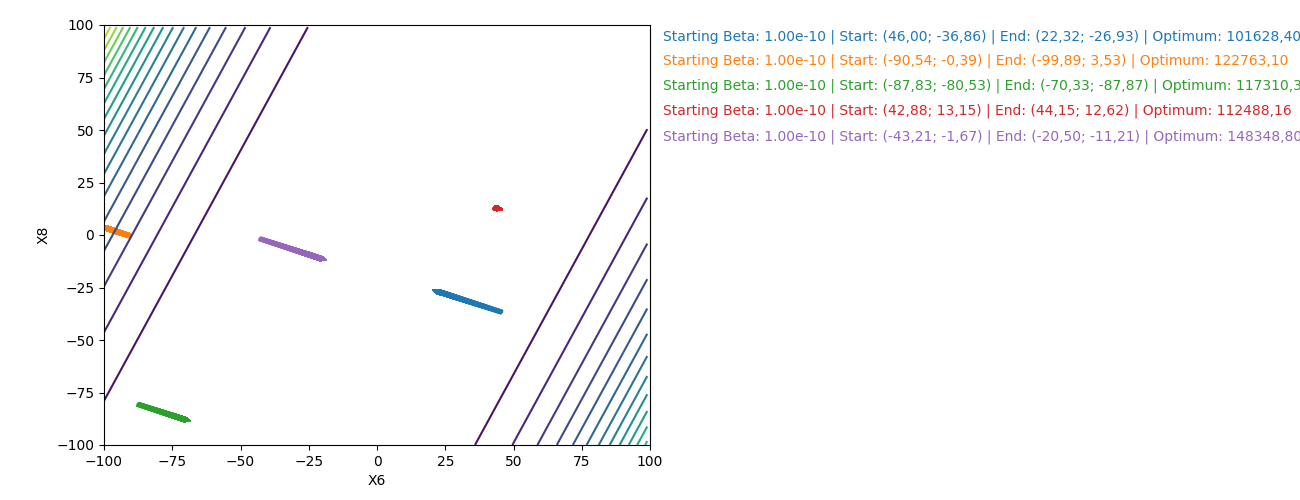 100
75
50
25
0
−25
−50
−75
−100
X8
−100
−75
−50
−25
0
25
50
75
100
X6
Starting Beta: 1.00e-10 | Start: (46,00; -36,86) | End: (22,32; -26,93) | Optimum: 101628,40
Starting Beta: 1.00e-10 | Start: (-90,54; -0,39) | End: (-99,89; 3,53) | Optimum: 122763,10
Starting Beta: 1.00e-10 | Start: (-87,83; -80,53) | End: (-70,33; -87,87) | Optimum: 117310,3
Starting Beta: 1.00e-10 | Start: (42,88; 13,15) | End: (44,15; 12,62) | Optimum: 112488,16
Starting Beta: 1.00e-10 | Start: (-43,21; -1,67) | End: (-20,50; -11,21) | Optimum: 148348,80